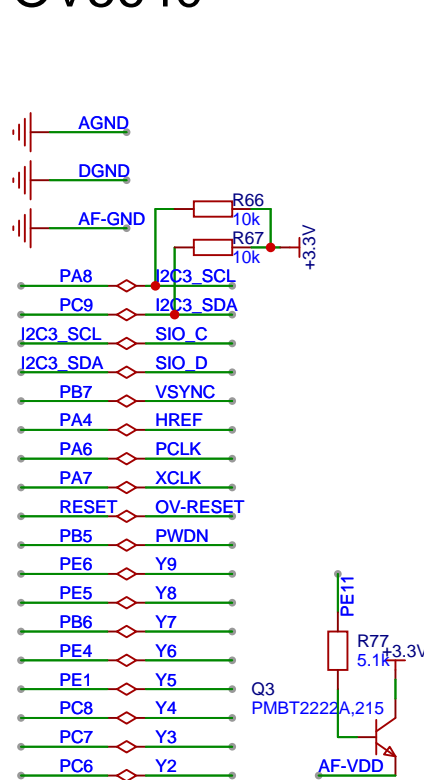 AGND
DGND
AF-GND
R66
10k
R67
10k
+3.3V
PA8 I2C3_SCL
PC9 I2C3_SDA
I2C3_SCL SIO_C
I2C3_SDA SIO_D
PB7 VSYNC
PA4 HREF
PA6 PCLK
PA7 XCLK
RESET OV-RESET
PB5 PWDN
PE6 Y9
PE5 Y8
PB6 Y7
PE4 Y6
PE1 Y5
PC8 Y4
PC7 Y3
PC6 Y2
PE11
R77
5.1k
+3.3V
Q3
PMBT2222A,215
AF-VDD